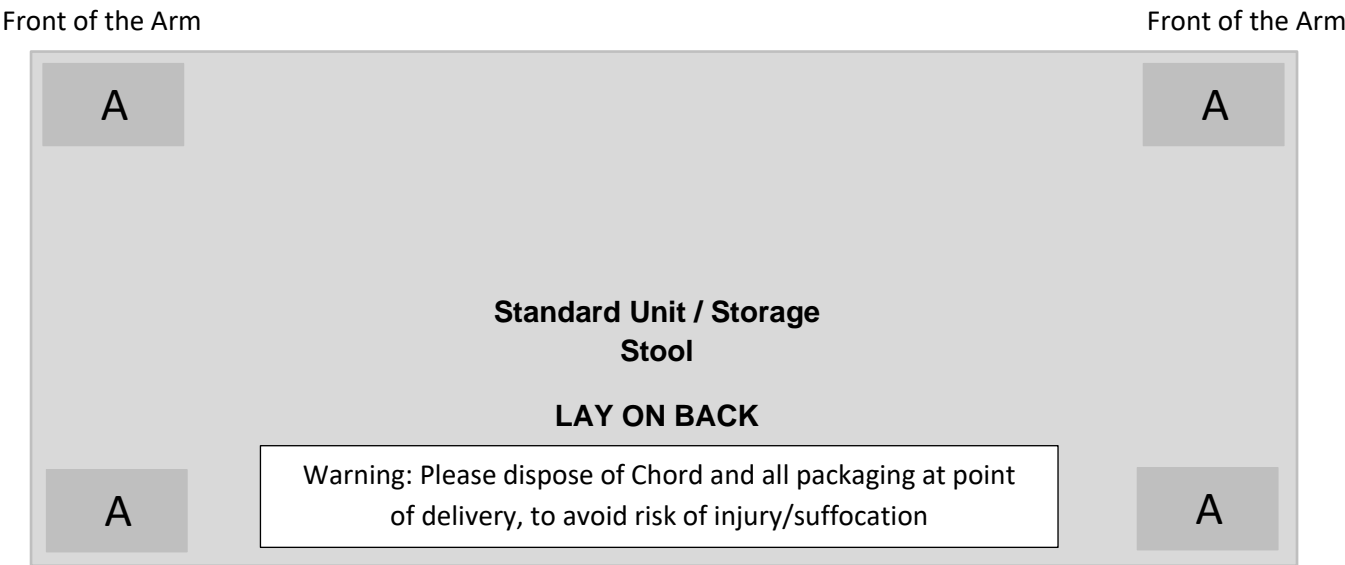 Front of the Arm
Front of the Arm
A
A
Standard Unit / Storage
Stool
LAY ON BACK
Warning: Please dispose of Chord and all packaging at point
of delivery, to avoid risk of injury/suffocation
A
A